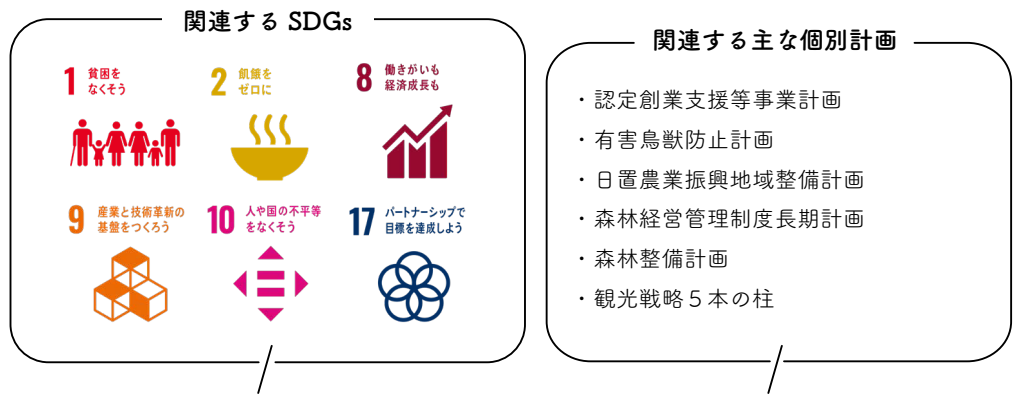 関連する SDGs
1 貧困を
なくそう
2 飢餓を
ゼロに
8 働きがいも
経済成長も
9 産業と技術革新の
基盤をつくろう
10 人や国の不平等
をなくそう
17 パートナーシップで
目標を達成しよう
関連する主な個別計画
・認定創業支援等事業計画
・有害鳥獣防止計画
・日置農業振興地域整備計画
・森林経営管理制度長期計画
・森林整備計画
・観光戦略５本の柱